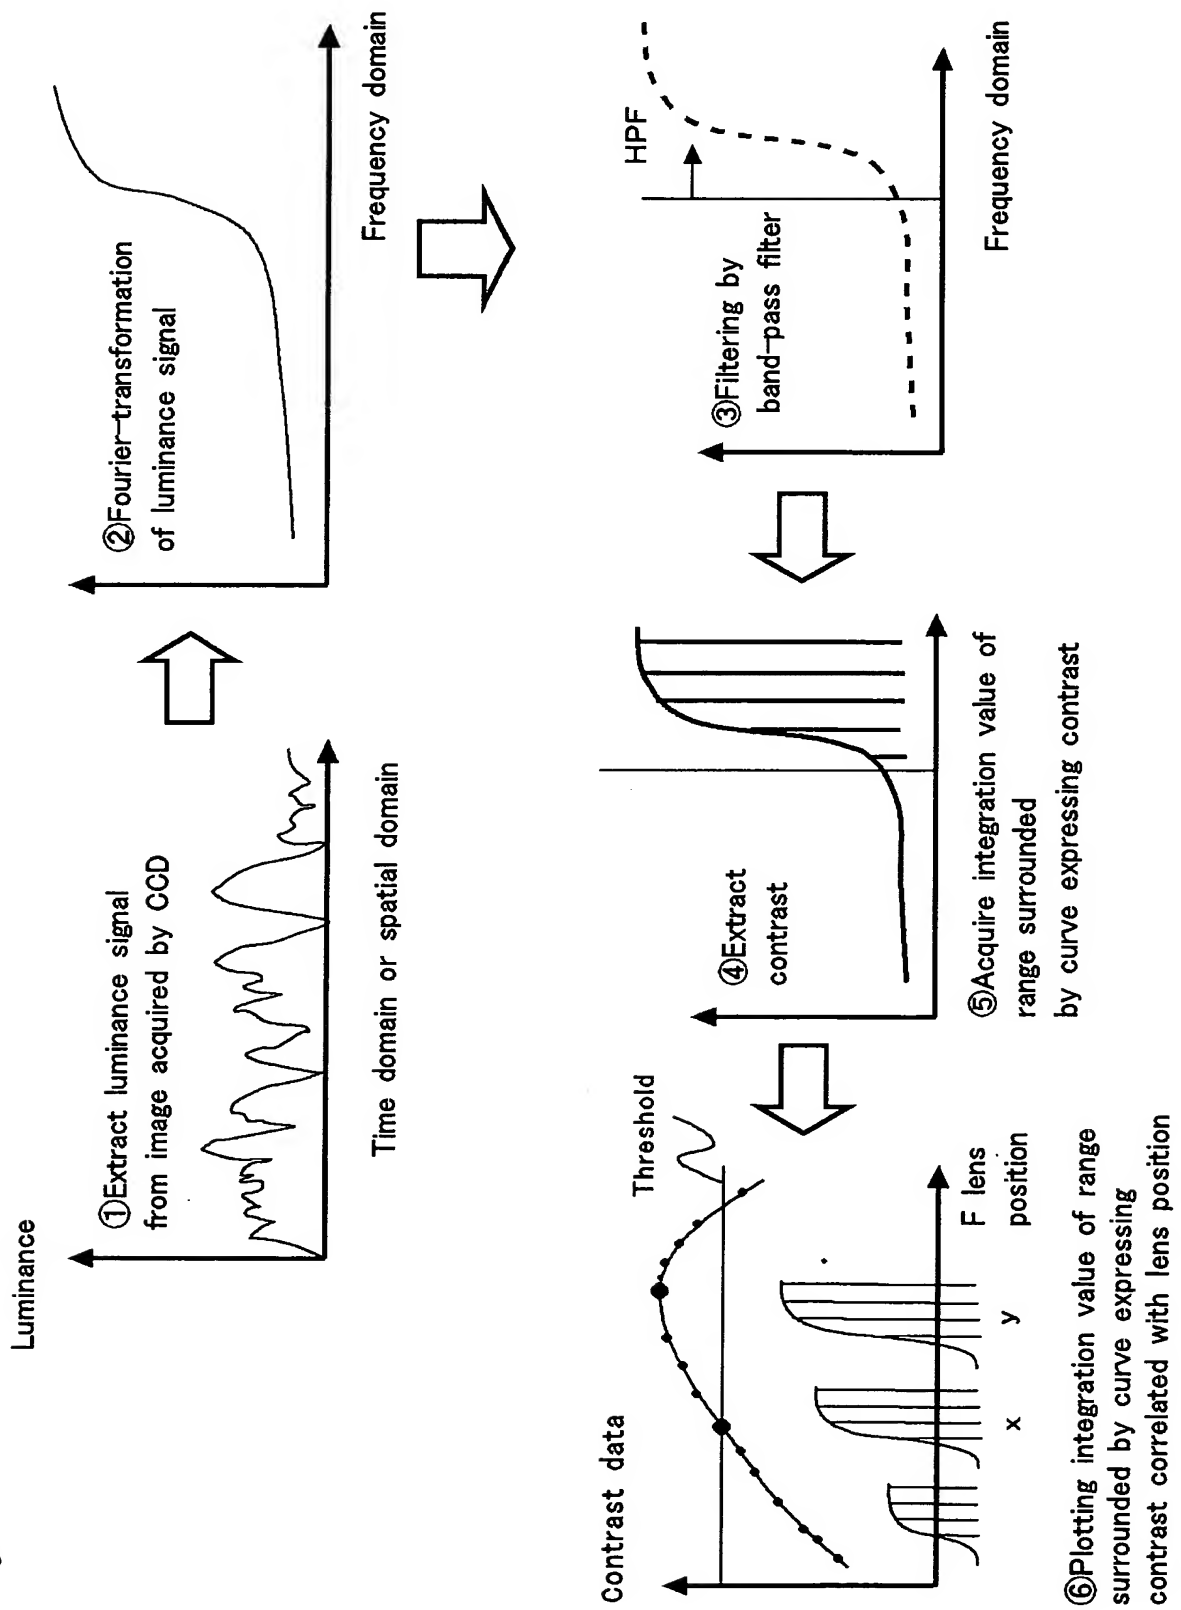 Luminance
①Extract luminance signal
from image acquired by CCD
Time domain or spatial domain
②Fourier-transformation
of luminance signal
Frequency domain
③Filtering by
band-pass filter
HPF
Frequency domain
④Extract
contrast
⑤Acquire integration value of
range surrounded
by curve expressing contrast
Contrast data
Threshold
x
y
F lens
position
⑥Plotting integration value of range
surrounded by curve expressing
contrast correlated with lens position